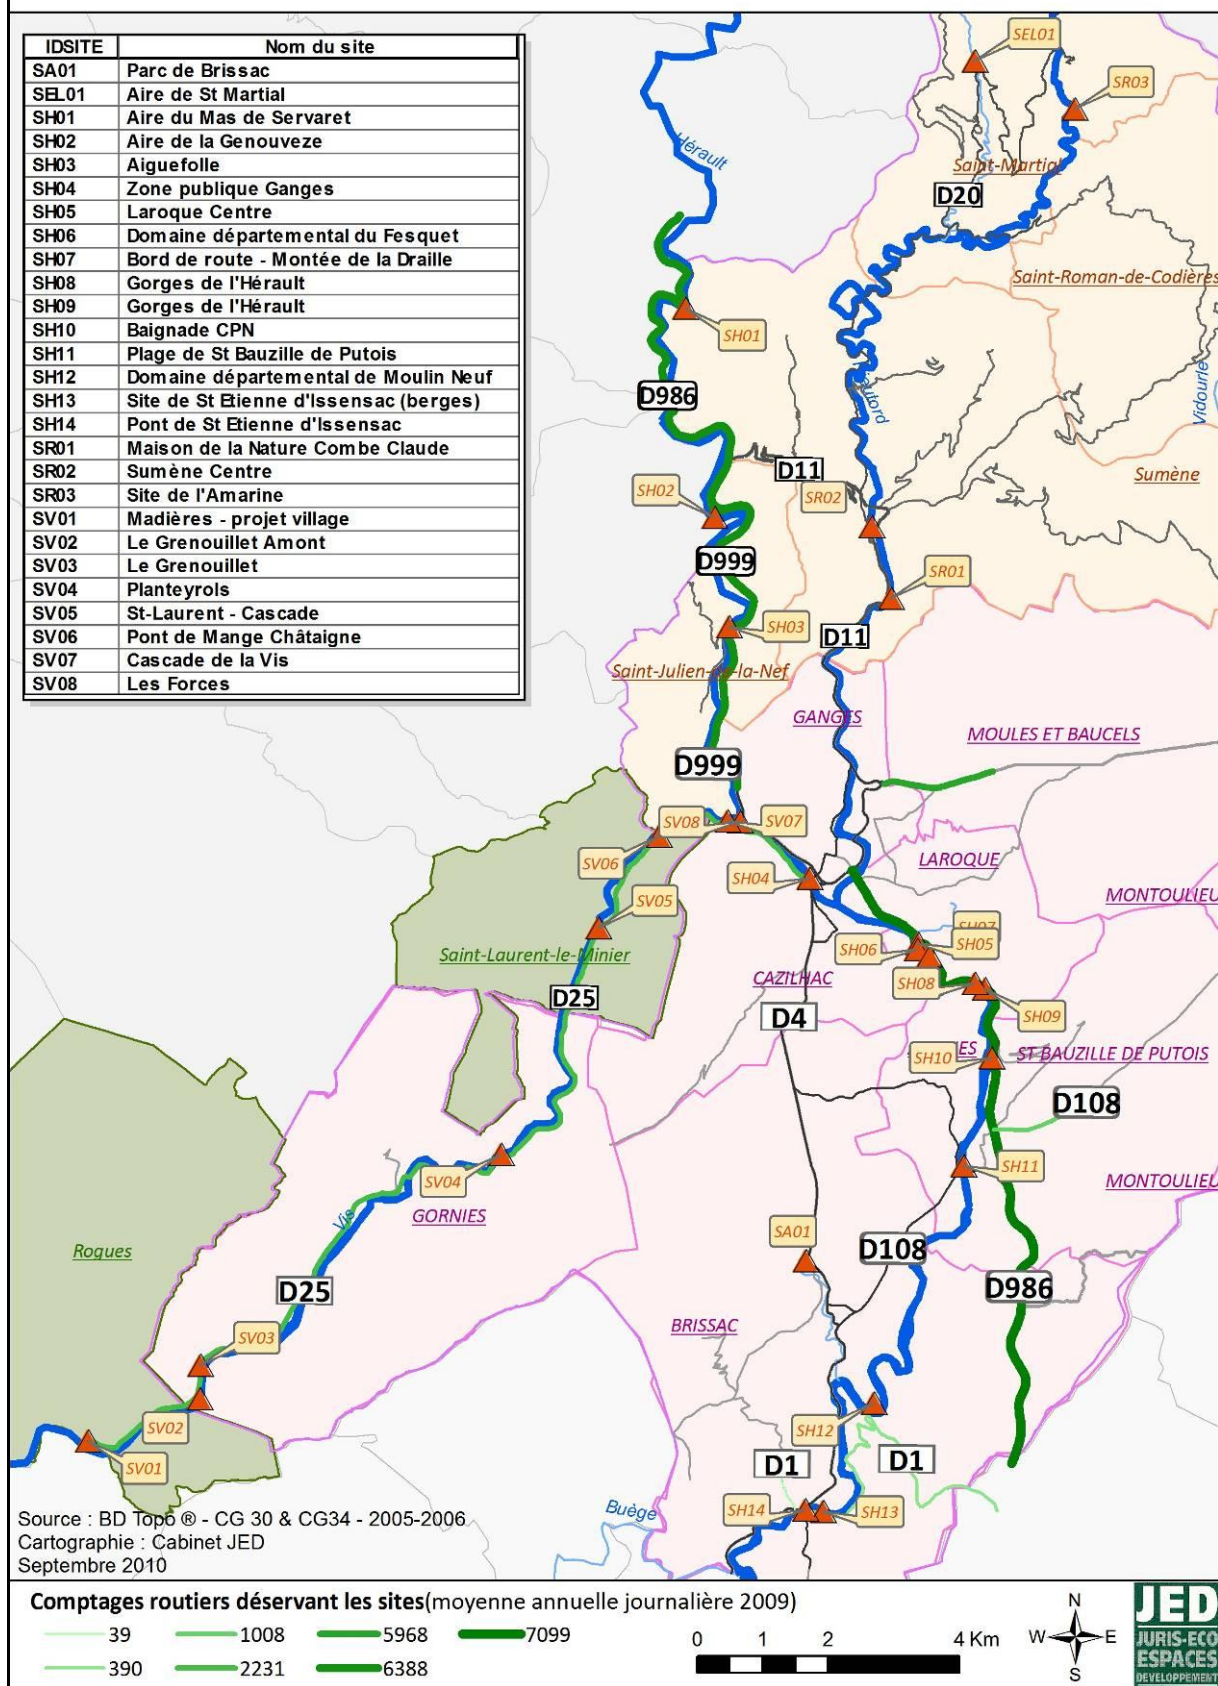 IDSITE Nom du site
SA01 Parc de Brissac
SEL01 Aire de St Martial
SH01 Aire du Mas de Servaret
SH02 Aire de la Genouveze
SH03 Aiguefolle
SH04 Zone publique Ganges
SH05 Laroque Centre
SH06 Domaine départemental du Fesquet
SH07 Bord de route - Montée de la Draille
SH08 Gorges de l'Hérault
SH09 Gorges de l'Hérault
SH10 Baignade CPN
SH11 Plage de St Bauzille de Putois
SH12 Domaine départemental de Moulin Neuf
SH13 Site de St Etienne d'Issensac (berges)
SH14 Pont de St Etienne d'Issensac
SR01 Maison de la Nature Combe Claude
SR02 Sumène Centre
SR03 Site de l'Amarine
SV01 Madières - projet village
SV02 Le Grenouillet Amont
SV03 Le Grenouillet
SV04 Planteyrols
SV05 St-Laurent - Cascade
SV06 Pont de Mange Châtaigne
SV07 Cascade de la Vis
SV08 Les Forces
SEL01
SR03
Hérault
Saint-Martial
D20
Saint-Roman-de-Codières
SH01
D986
Vidourle
D11
Sumène
SH02
SR02
D999
SR01
SH03
D11
Saint-Julien-de-la-Nef
GANGES
MOULES ET BAUCELS
D999
SV08
SV07
SV06
SH04
LAROQUE
MONTOULIEU
SV05
SH07
SH06
SH05
Saint-Laurent-le-Minier
CAZILHAC
SH08
D25
D4
SH09
SH10
ES
ST BAUZILLE DE PUTOIS
D108
SH11
SV04
MONTOULIEU
Vis
GORNIES
SA01
D108
Rogues
D25
D986
BRISSAC
SV03
SV02
SH12
D1
D1
SV01
Buège
SH14
SH13
Source : BD Topo ® - CG 30 & CG34 - 2005-2006
Cartographie : Cabinet JED
Septembre 2010
Comptages routiers déservant les sites(moyenne annuelle journalière 2009)
39 1008 5968 7099
390 2231 6388
0 1 2 4 Km
N
W E
S
JED
JURIS-ECO
ESPACES
DEVELOPPEMENT